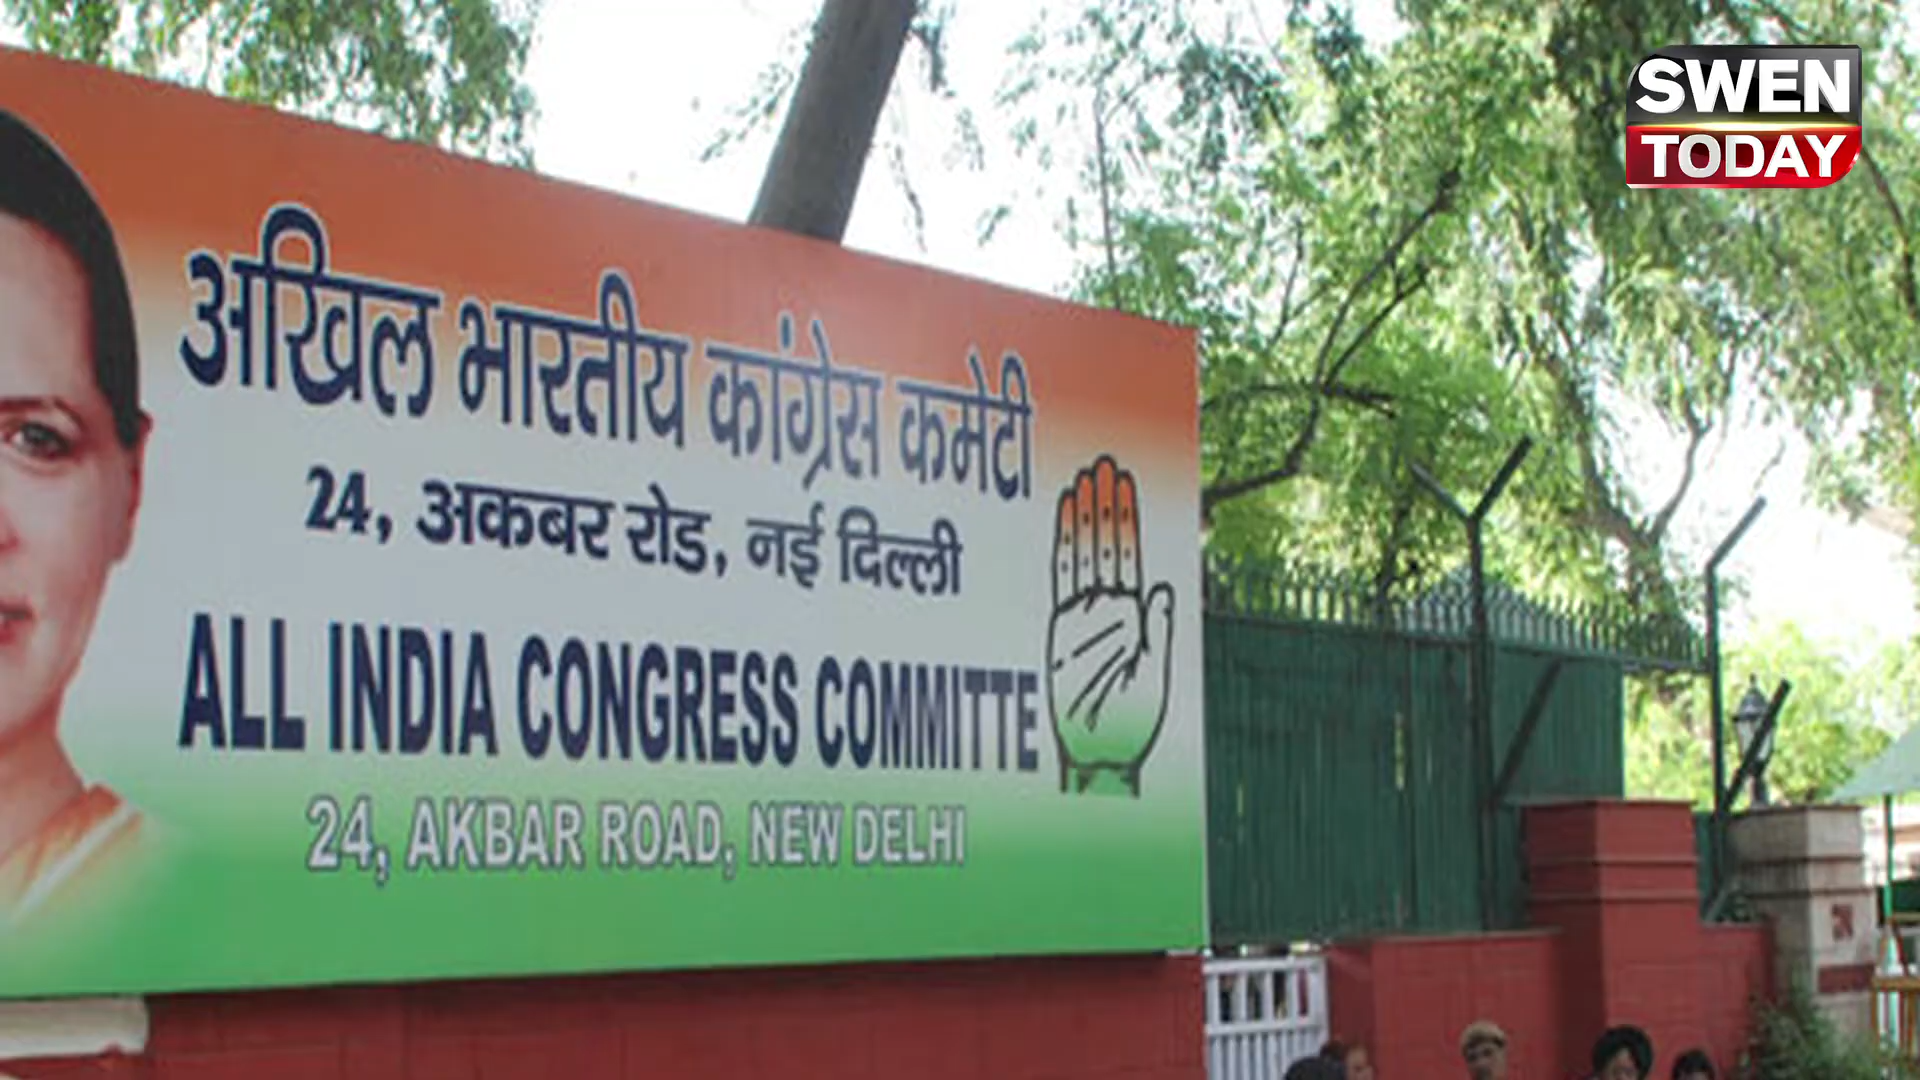 SWEN
TODAY
अखिल भारतीय कांग्रेस कमेटी
24, अकबर रोड, नई दिल्ली
ALL INDIA CONGRESS COMMITTE
24, AKBAR ROAD, NEW DELHI